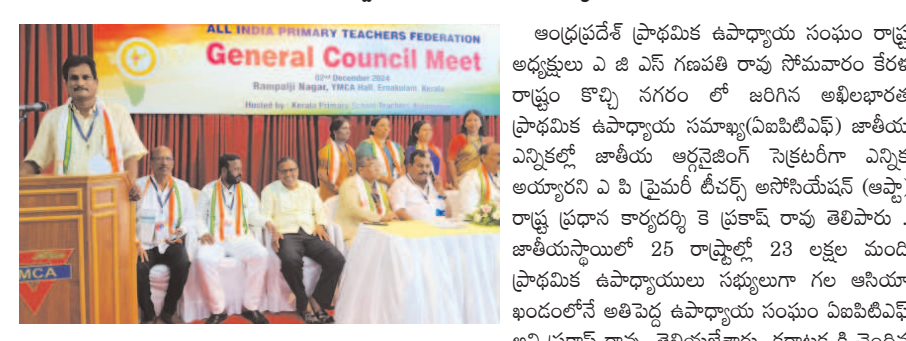 ALL INDIA PRIMARY TEACHERS FEDERATION
General Council Meet
02nd December 2024
Rampalji Nagar, YMCA Hall, Ernakulam, Kerala
Hosted by : Kerala Primary School Teachers
YMCA
ఆంధ్రప్రదేశ్ ప్రాథమిక ఉపాధ్యాయ సంఘం రాష్ట్ర
అధ్యక్షులు ఎ జి ఎస్ గణపతి రావు సోమవారం కేరళ
రాష్ట్రం కొచ్చి నగరం లో జరిగిన అఖిలభారత
ప్రాథమిక ఉపాధ్యాయ సమాఖ్య(ఏఐపిటిఎఫ్) జాతీయ
ఎన్నికల్లో జాతీయ ఆర్గనైజింగ్ సెక్రటరీగా ఎన్నిక
అయ్యారని ఎ పి ప్రైమరీ టీచర్స్ అసోసియేషన్ (ఆప్టా)
రాష్ట్ర ప్రధాన కార్యదర్శి కె ప్రకాష్ రావు తెలిపారు .
జాతీయస్థాయిలో 25 రాష్ట్రాల్లో 23 లక్షల మంది
ప్రాథమిక ఉపాధ్యాయులు సభ్యులుగా గల ఆసియా
ఖండంలోనే అతిపెద్ద ఉపాధ్యాయ సంఘం ఏఐపిటిఎఫ్